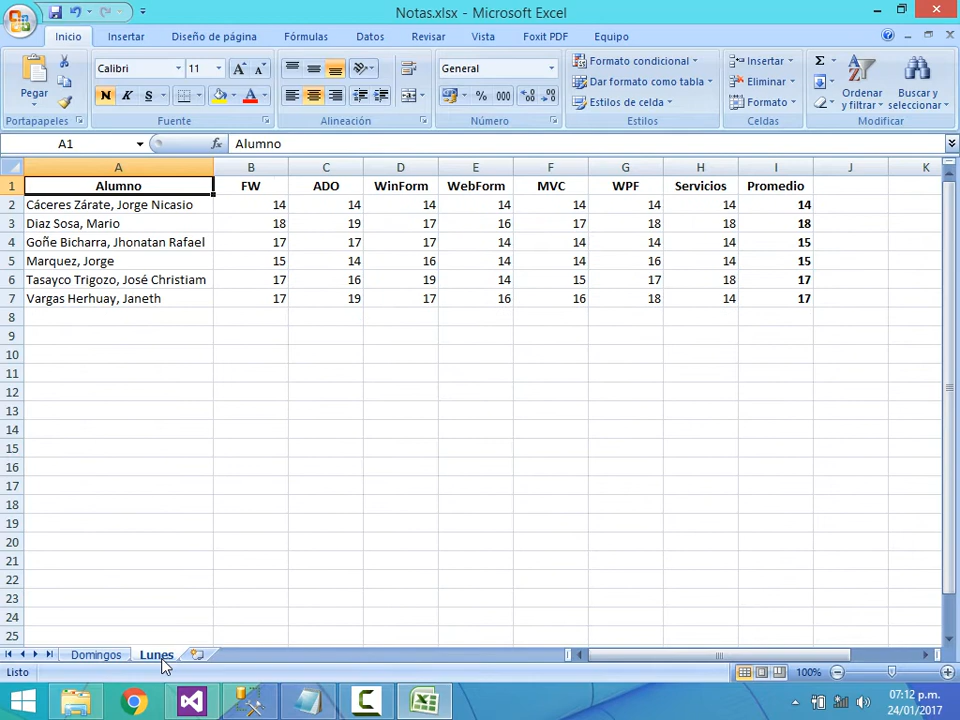 Notas.xlsx - Microsoft Excel
Inicio Insertar Diseño de página Fórmulas Datos Revisar Vista Foxit PDF Equipo
Pegar
Calibri 11
N K S
General
% 000
Formato condicional
Dar formato como tabla
Estilos de celda
Insertar
Eliminar
Formato
Σ
Ordenar y filtrar
Buscar y seleccionar
Portapapeles Fuente Alineación Número Estilos Celdas Modificar
A1 fx Alumno
A B C D E F G H I J K
1 Alumno FW ADO WinForm WebForm MVC WPF Servicios Promedio
2 Cáceres Zárate, Jorge Nicasio 14 14 14 14 14 14 14 14
3 Diaz Sosa, Mario 18 19 17 16 17 18 18 18
4 Goñe Bicharra, Jhonatan Rafael 17 17 17 14 14 14 14 15
5 Marquez, Jorge 15 14 16 14 14 16 14 15
6 Tasayco Trigozo, José Christiam 17 16 19 14 15 17 18 17
7 Vargas Herhuay, Janeth 17 19 17 16 16 18 14 17
8
9
10
11
12
13
14
15
16
17
18
19
20
21
22
23
24
25
Domingos Lunes
Listo 100%
07:12 p.m.
24/01/2017